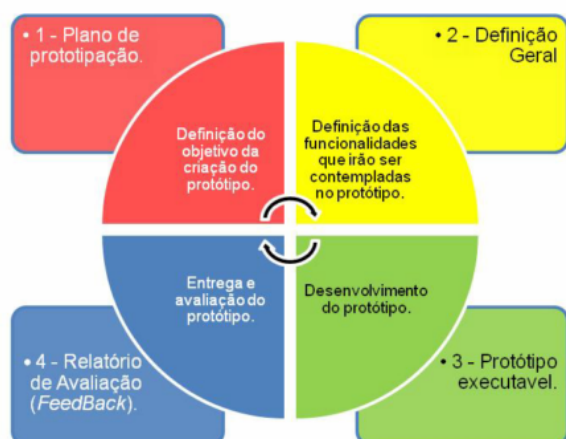 • 1 - Plano de
prototipação.
• 2 - Definição
Geral
Definição do
objetivo da
criação do
protótipo.
Definição das
funcionalidades
que irão ser
contempladas
no protótipo.
Entrega e
avaliação do
protótipo.
Desenvolvimento
do protótipo.
• 4 - Relatório
de Avaliação
(FeedBack).
• 3 - Protótipo
executavel.